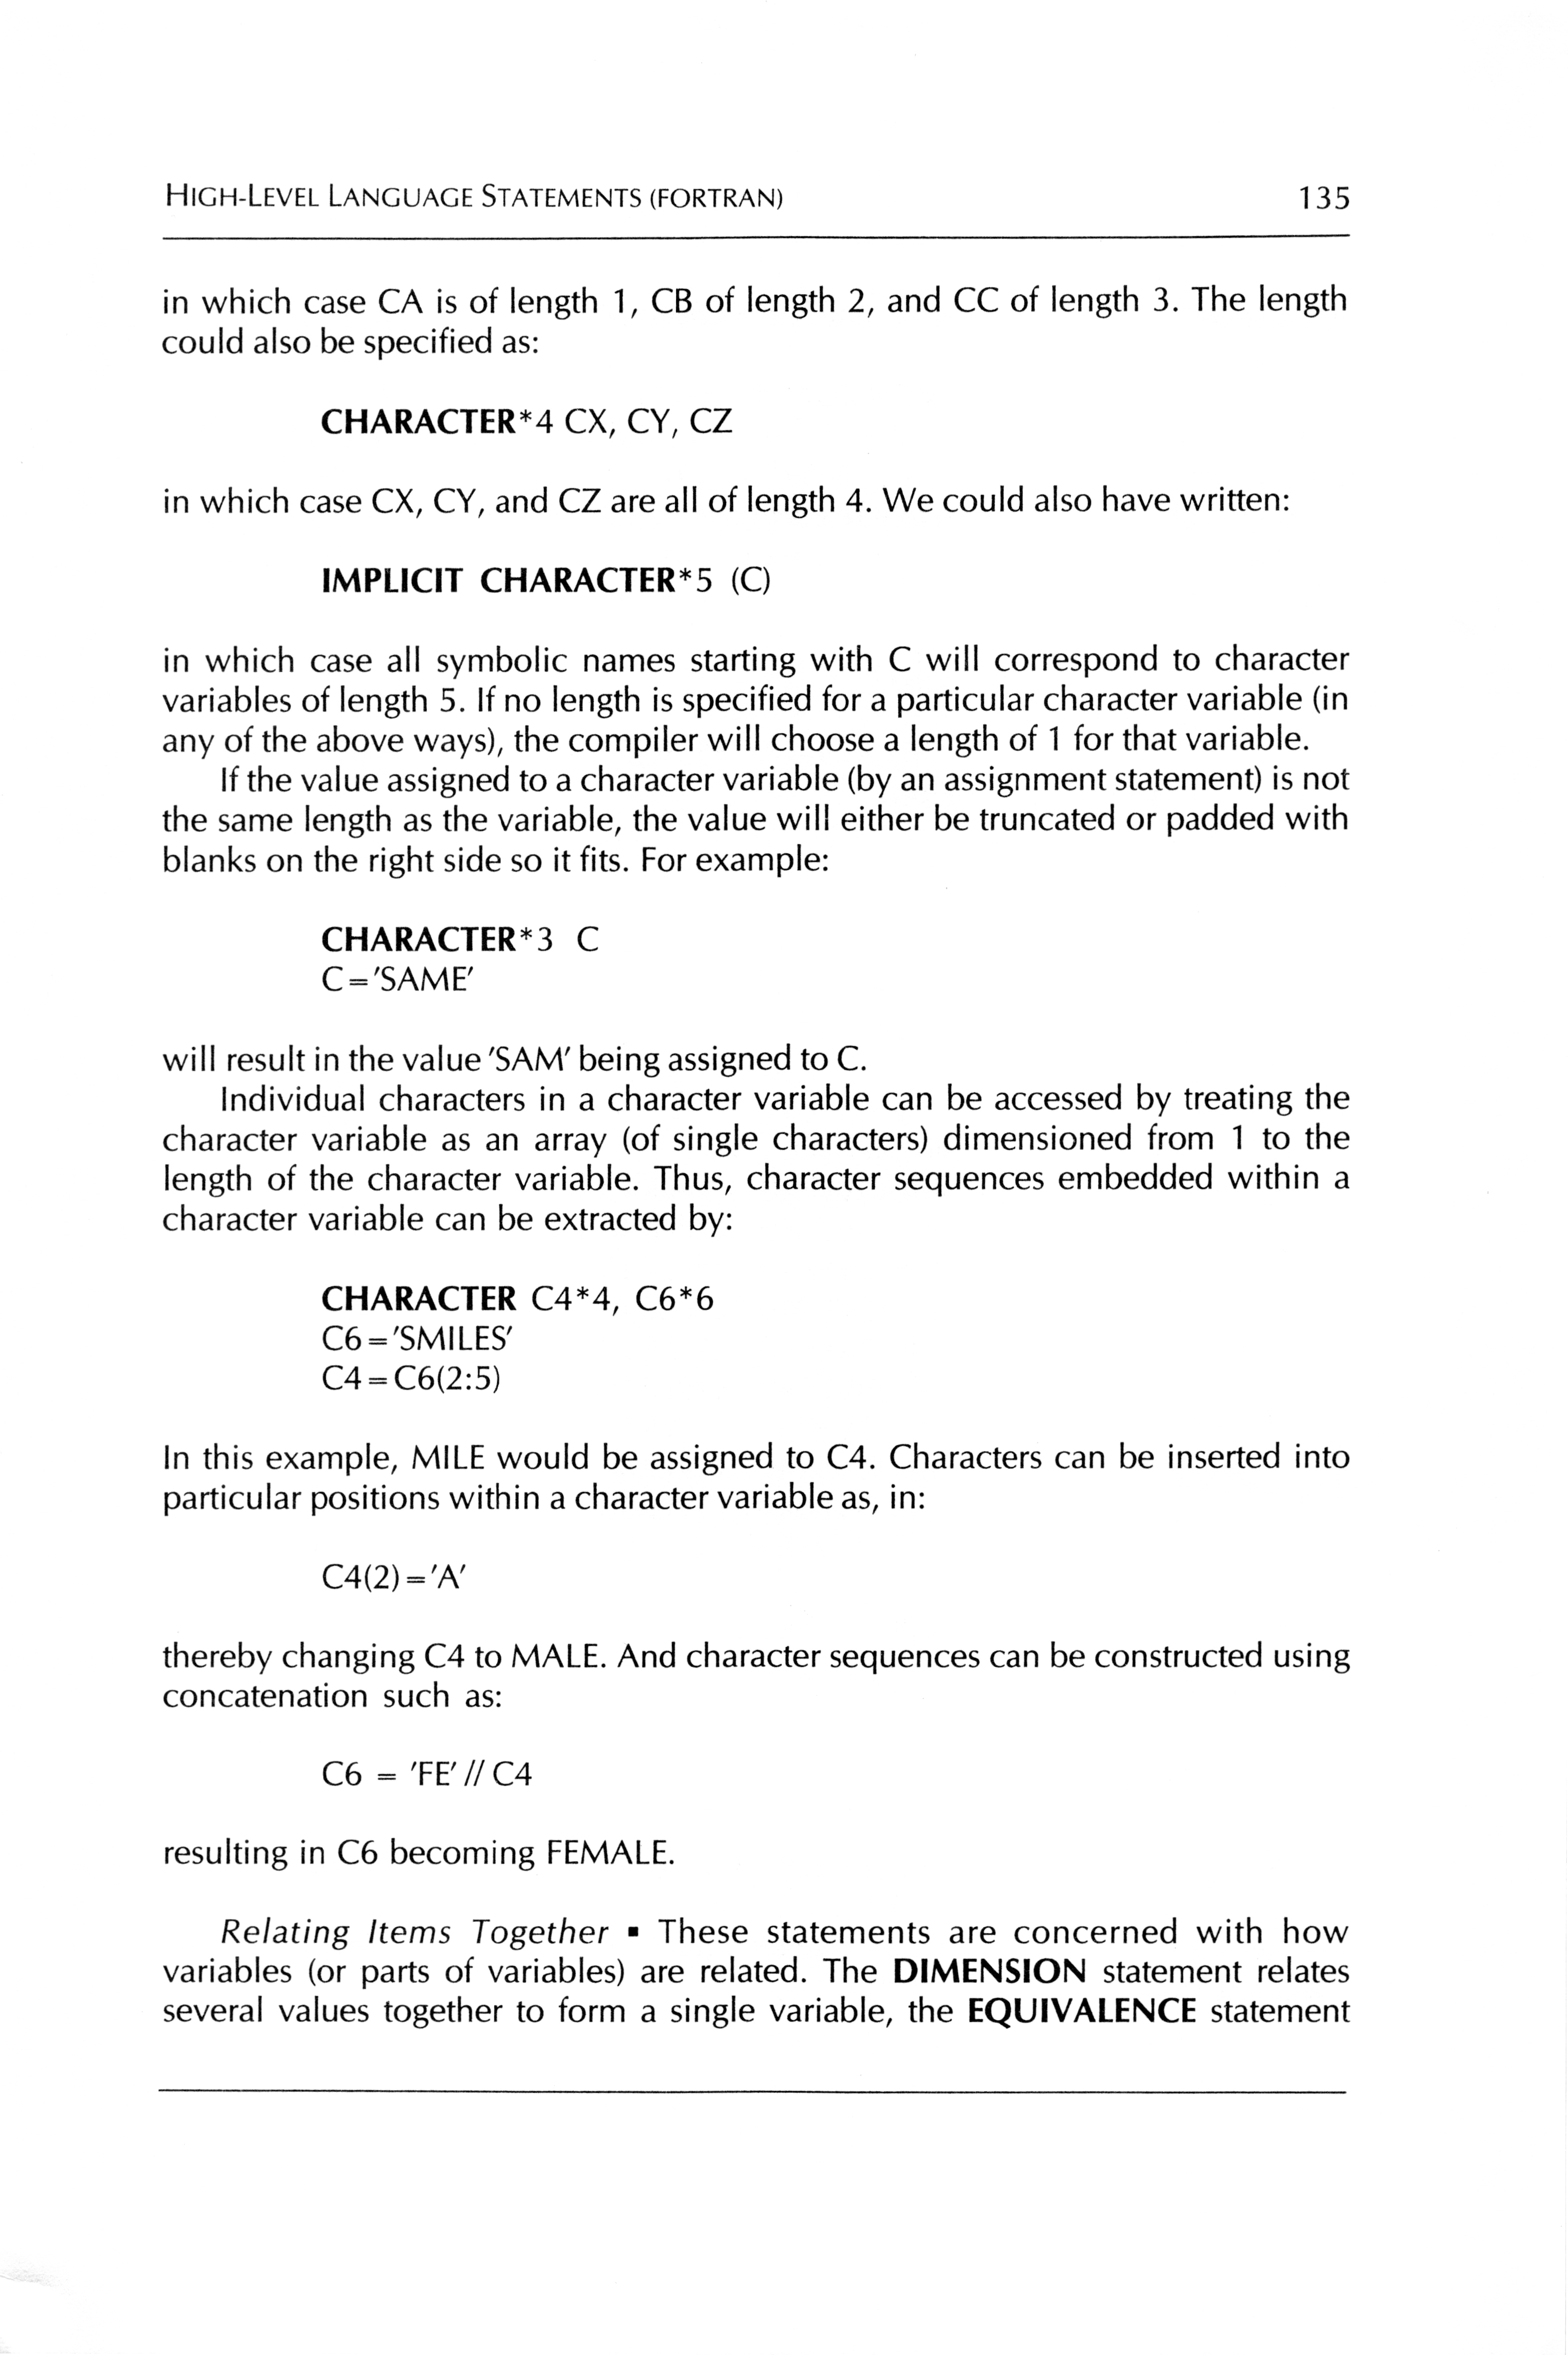 HIGH-LEVEL LANGUAGE STATEMENTS (FORTRAN) 135
in which case CA is of length 1, CB of length 2, and CC of length 3. The length
could also be specified as:
CHARACTER*4 CX, CY, CZ
in which case CX, CY, and CZ are all of length 4. We could also have written:
IMPLICIT CHARACTER*5 (C)
in which case all symbolic names starting with C will correspond to character
variables of length 5. If no length is specified for a particular character variable (in
any of the above ways), the compiler will choose a length of 1 for that variable.
If the value assigned to a character variable (by an assignment statement) is not
the same length as the variable, the value will either be truncated or padded with
blanks on the right side so it fits. For example:
CHARACTER*3 C
C='SAME'
will result in the value 'SAM' being assigned to C.
Individual characters in a character variable can be accessed by treating the
character variable as an array (of single characters) dimensioned from 1 to the
length of the character variable. Thus, character sequences embedded within a
character variable can be extracted by:
CHARACTER C4*4, C6*6
C6='SMILES'
C4=C6(2:5)
In this example, MILE would be assigned to C4. Characters can be inserted into
particular positions within a character variable as, in:
C4(2)='A'
thereby changing C4 to MALE. And character sequences can be constructed using
concatenation such as:
C6 = 'FE' // C4
resulting in C6 becoming FEMALE.
Relating Items Together ▪ These statements are concerned with how
variables (or parts of variables) are related. The DIMENSION statement relates
several values together to form a single variable, the EQUIVALENCE statement